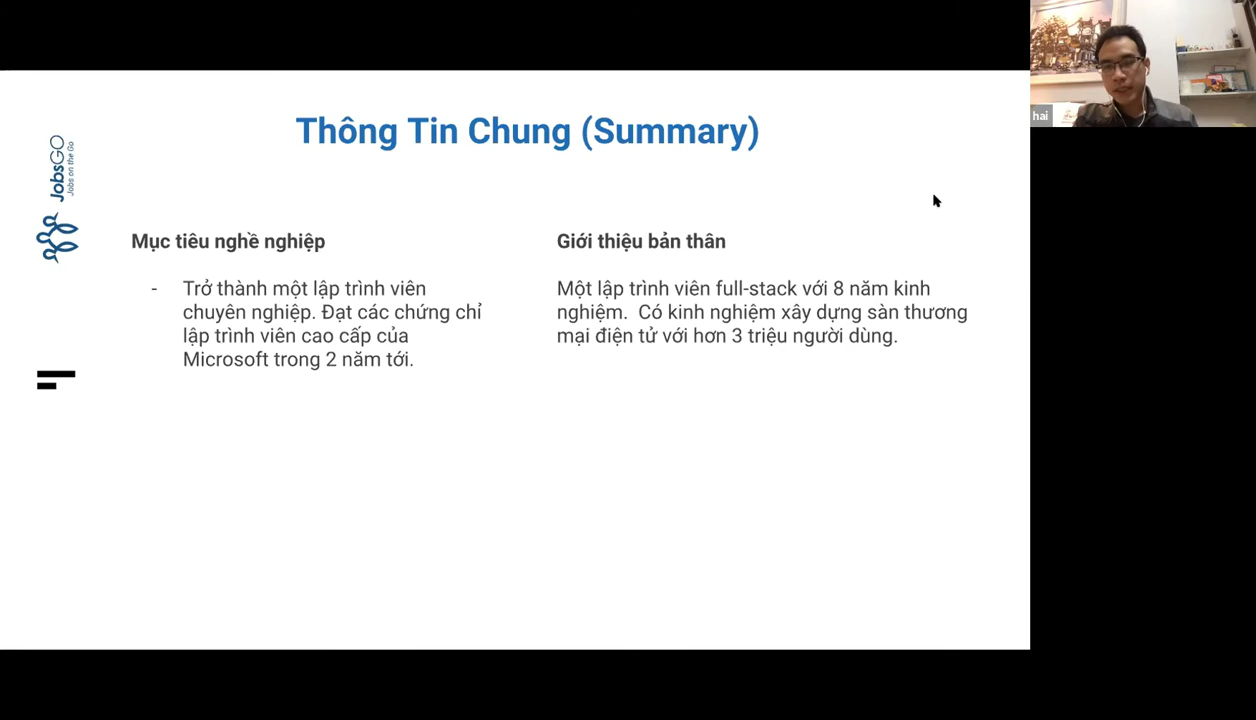 Thông Tin Chung (Summary)
JobsGO
Jobs on the Go
Mục tiêu nghề nghiệp
- Trở thành một lập trình viên
chuyên nghiệp. Đạt các chứng chỉ
lập trình viên cao cấp của
Microsoft trong 2 năm tới.
Giới thiệu bản thân
Một lập trình viên full-stack với 8 năm kinh
nghiệm.  Có kinh nghiệm xây dựng sàn thương
mại điện tử với hơn 3 triệu người dùng.
hai